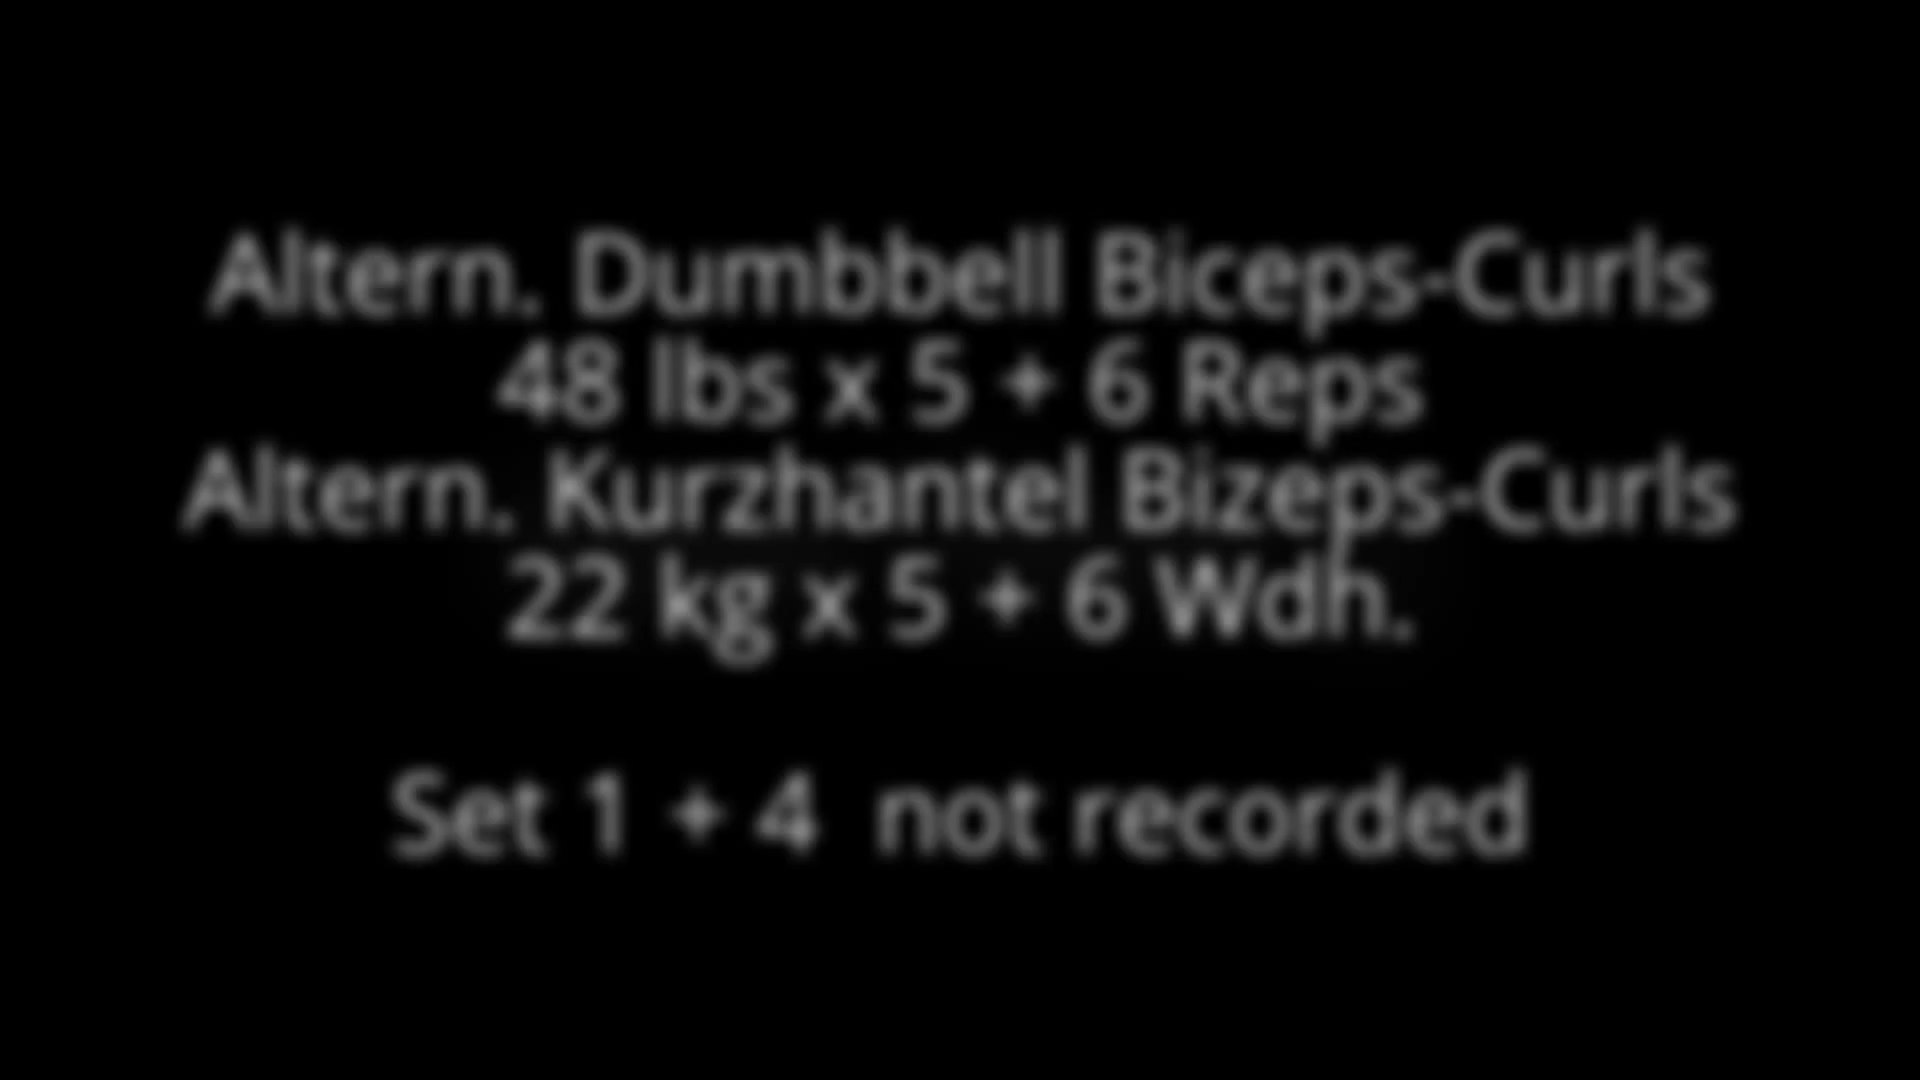 Altern. Dumbbell Biceps-Curls
48 lbs x 5 + 6 Reps
Altern. Kurzhantel Bizeps-Curls
22 kg x 5 + 6 Wdh.
Set 1 + 4 not recorded